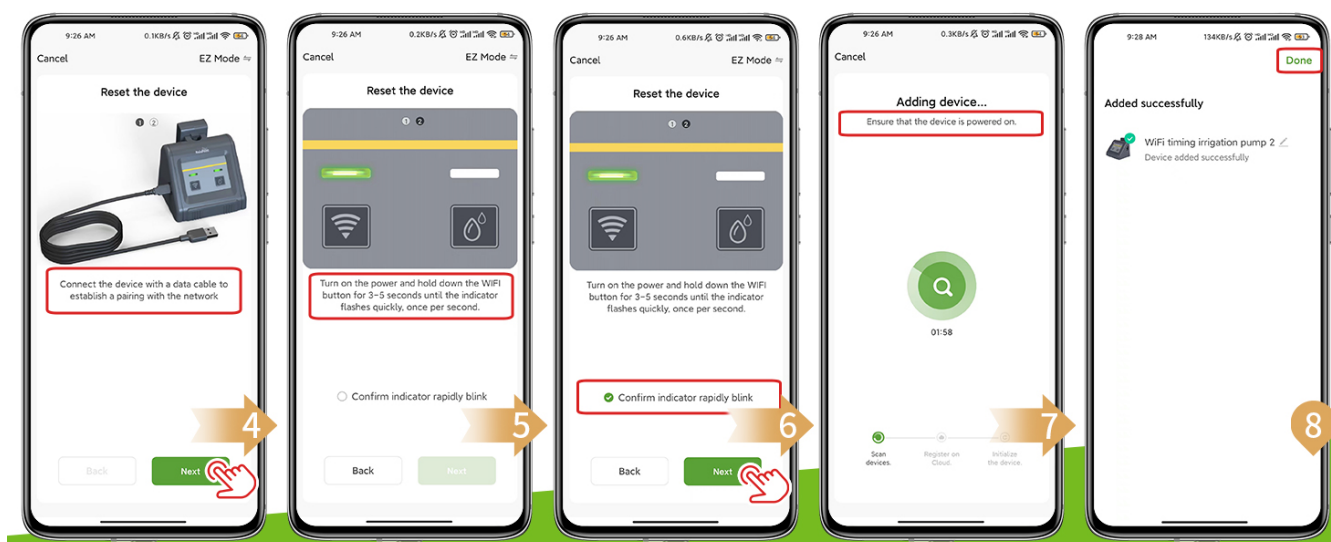 9:26 AM 0.1KB/s
Cancel EZ Mode
Reset the device
1 2
Connect the device with a data cable to
establish a pairing with the network
Back Next
4
9:26 AM 0.2KB/s
Cancel EZ Mode
Reset the device
1 2
Turn on the power and hold down the WIFI
button for 3-5 seconds until the indicator
flashes quickly, once per second.
Confirm indicator rapidly blink
Back Next
5
9:26 AM 0.6KB/s
Cancel EZ Mode
Reset the device
1 2
Turn on the power and hold down the WIFI
button for 3-5 seconds until the indicator
flashes quickly, once per second.
Confirm indicator rapidly blink
Back Next
6
9:26 AM 0.3KB/s
Cancel
Adding device...
Ensure that the device is powered on.
01:58
Scan Register on Initialize
devices. Cloud. the device.
7
9:28 AM 134KB/s
Done
Added successfully
WiFi timing irrigation pump 2
Device added successfully
8